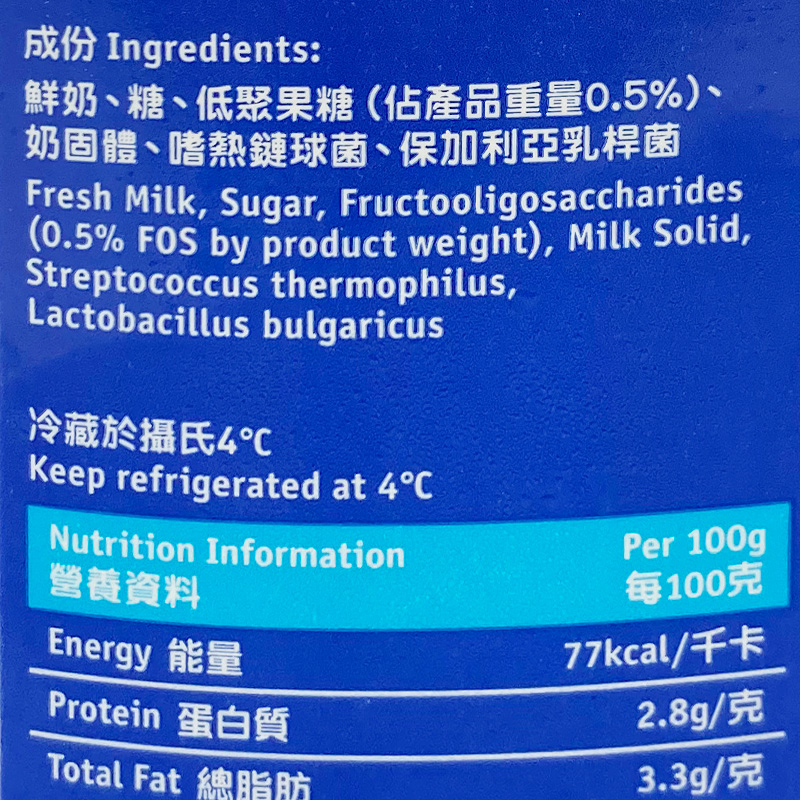 成份 Ingredients:
鮮奶、糖、低聚果糖（佔產品重量0.5%）、
奶固體、嗜熱鏈球菌、保加利亞乳桿菌
Fresh Milk, Sugar, Fructooligosaccharides
(0.5% FOS by product weight), Milk Solid,
Streptococcus thermophilus,
Lactobacillus bulgaricus
冷藏於攝氏4°C
Keep refrigerated at 4°C
Nutrition Information Per 100g
營養資料 每100克
Energy 能量 77kcal/千卡
Protein 蛋白質 2.8g/克
Total Fat 總脂肪 3.3g/克